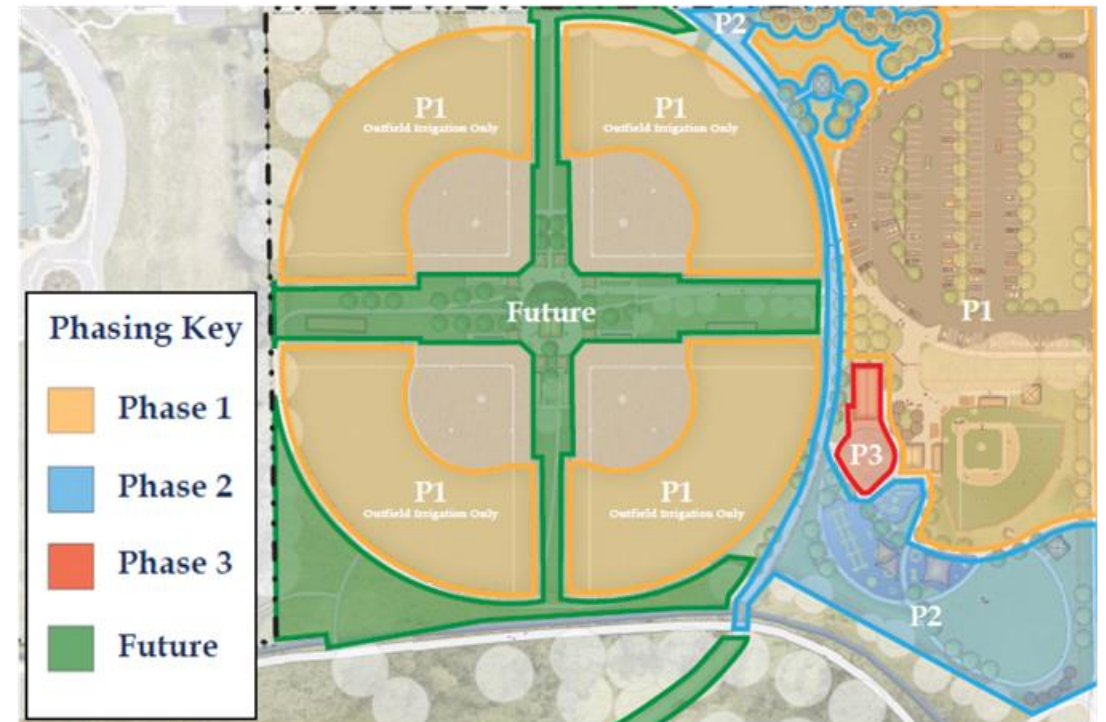 P2
P1
Outfield Irrigation Only
P1
Outfield Irrigation Only
Future
P1
P3
P1
Outfield Irrigation Only
P1
Outfield Irrigation Only
P2
Phasing Key
Phase 1
Phase 2
Phase 3
Future